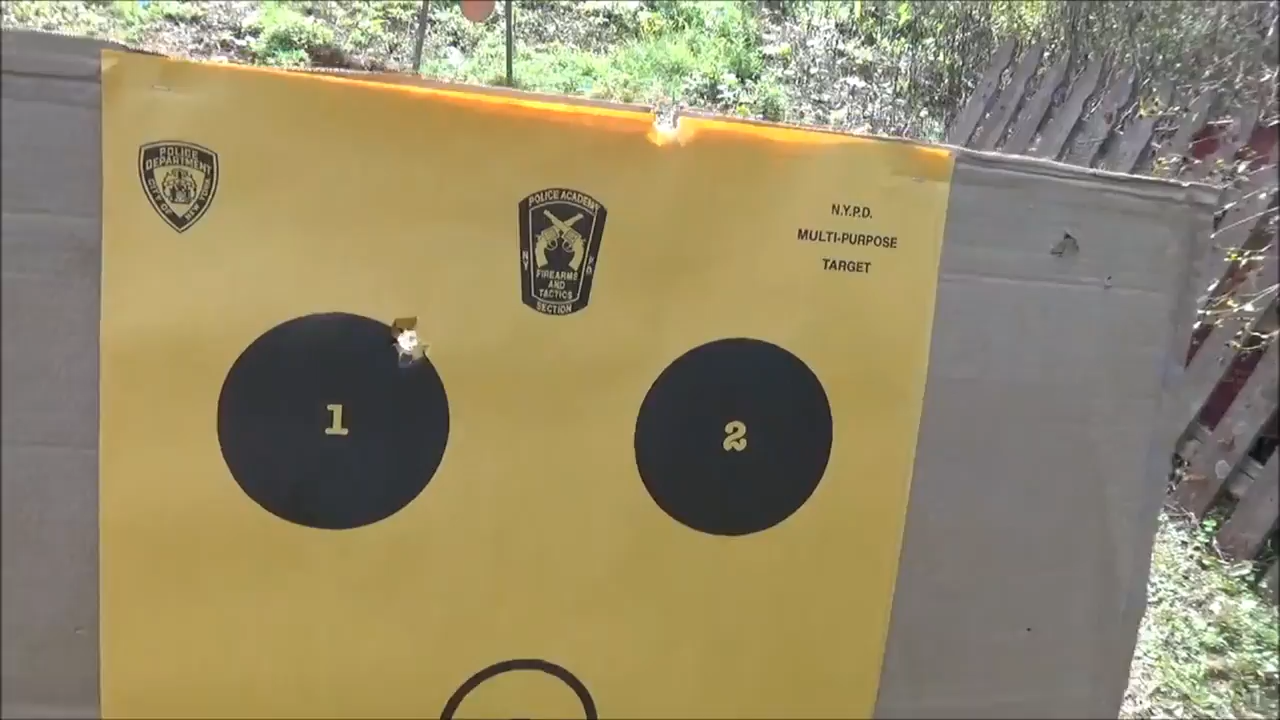 POLICE
DEPARTMENT
CITY OF NEW YORK
POLICE ACADEMY
NY PD
FIREARMS
AND
TACTICS
SECTION
N.Y.P.D.
MULTI-PURPOSE
TARGET
1
2